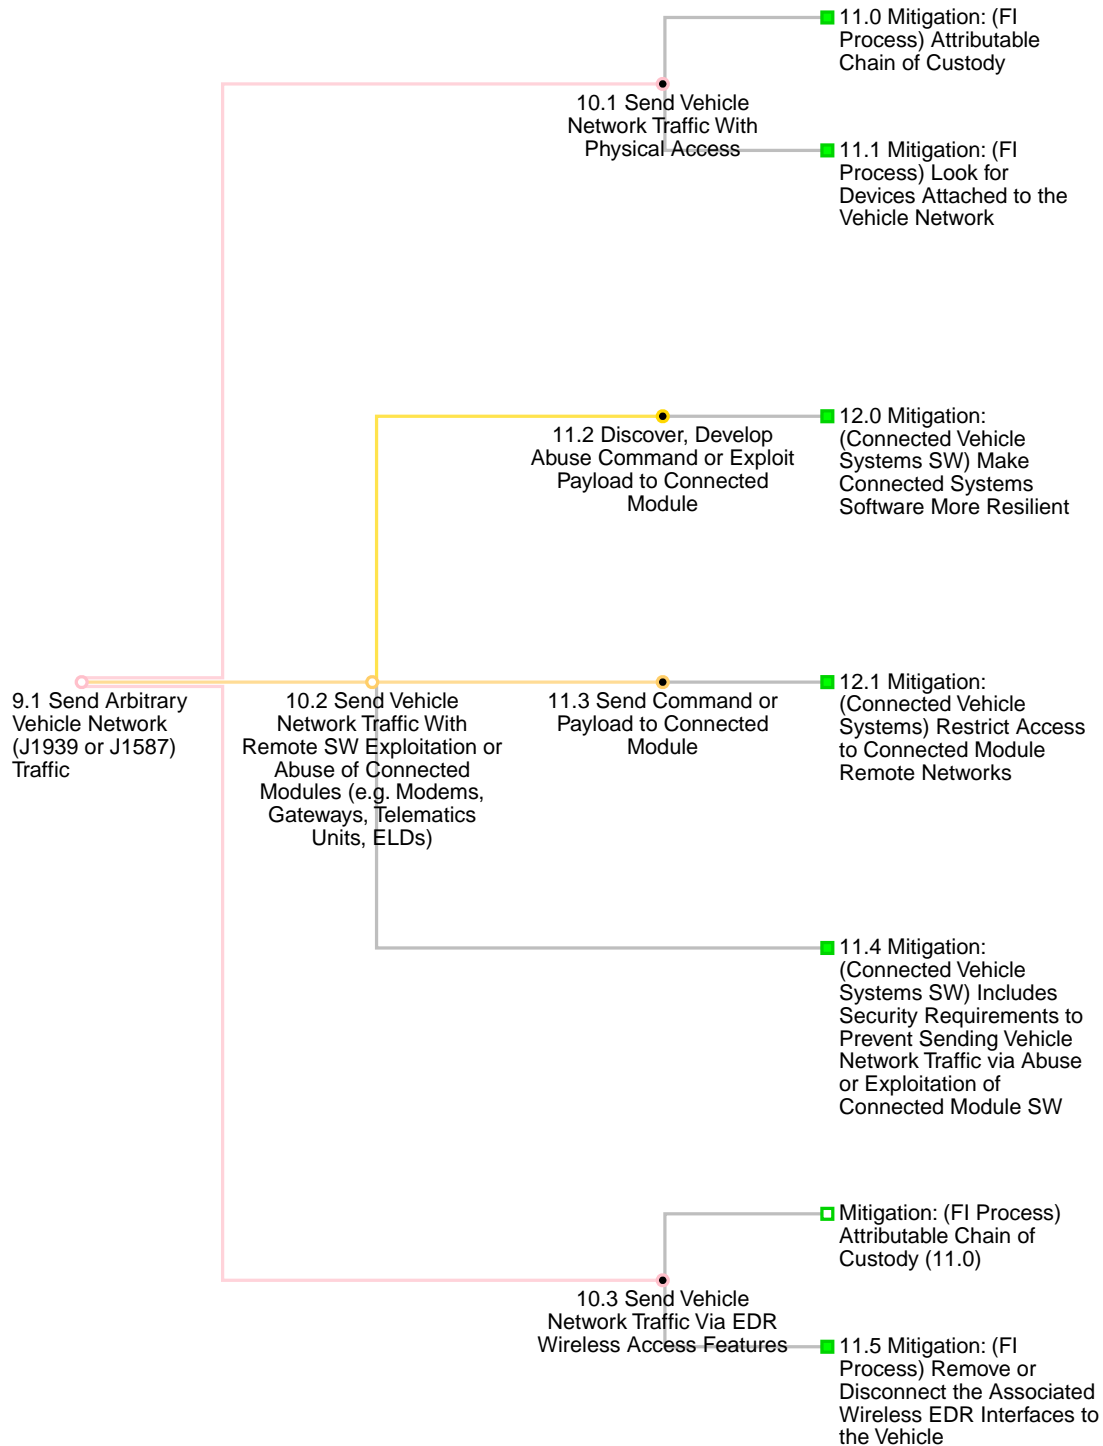 11.0 Mitigation: (FI
Process) Attributable
Chain of Custody
10.1 Send Vehicle
Network Traffic With
Physical Access
11.1 Mitigation: (FI
Process) Look for
Devices Attached to the
Vehicle Network
12.0 Mitigation:
(Connected Vehicle
Systems SW) Make
Connected Systems
Software More Resilient
11.2 Discover, Develop
Abuse Command or Exploit
Payload to Connected
Module
9.1 Send Arbitrary
Vehicle Network
(J1939 or J1587)
Traffic
10.2 Send Vehicle
Network Traffic With
Remote SW Exploitation or
Abuse of Connected
Modules (e.g. Modems,
Gateways, Telematics
Units, ELDs)
11.3 Send Command or
Payload to Connected
Module
12.1 Mitigation:
(Connected Vehicle
Systems) Restrict Access
to Connected Module
Remote Networks
11.4 Mitigation:
(Connected Vehicle
Systems SW) Includes
Security Requirements to
Prevent Sending Vehicle
Network Traffic via Abuse
or Exploitation of
Connected Module SW
Mitigation: (FI Process)
Attributable Chain of
Custody (11.0)
10.3 Send Vehicle
Network Traffic Via EDR
Wireless Access Features
11.5 Mitigation: (FI
Process) Remove or
Disconnect the Associated
Wireless EDR Interfaces to
the Vehicle